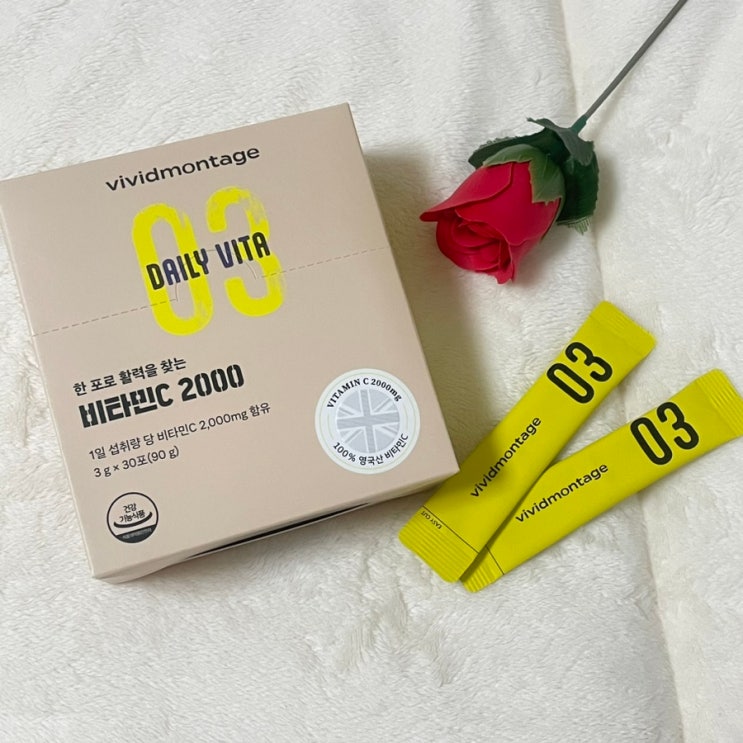 vividmontage
03
DAILY VITA
한 포로 활력을 찾는
비타민C 2000
1일 섭취량 당 비타민C 2,000mg 함유
3 g × 30포(90 g)
건강
기능식품
VITAMIN C 2000mg
100% 영국산 비타민C
03
vividmontage
EASY CUT
03
vividmontage